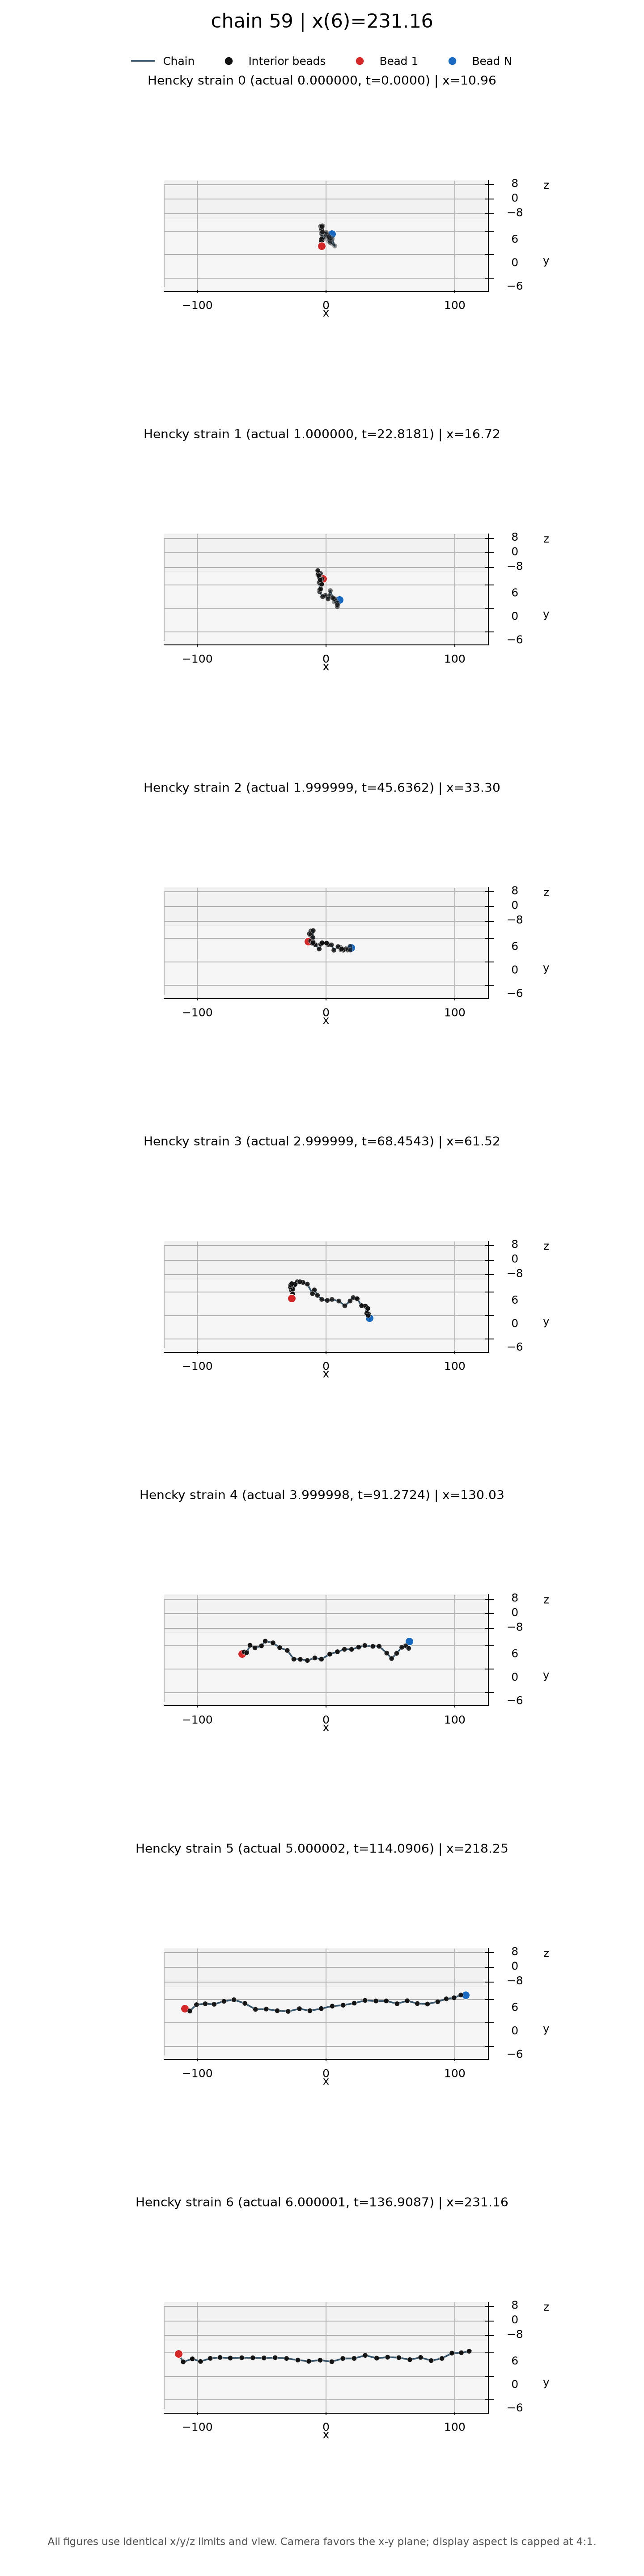 chain 59 | x(6)=231.16
Chain Interior beads Bead 1 Bead N
Hencky strain 0 (actual 0.000000, t=0.0000) | x=10.96
8 z
0
−8
6
0 y
−6
−100 0 100
x
Hencky strain 1 (actual 1.000000, t=22.8181) | x=16.72
8 z
0
−8
6
0 y
−6
−100 0 100
x
Hencky strain 2 (actual 1.999999, t=45.6362) | x=33.30
8 z
0
−8
6
0 y
−6
−100 0 100
x
Hencky strain 3 (actual 2.999999, t=68.4543) | x=61.52
8 z
0
−8
6
0 y
−6
−100 0 100
x
Hencky strain 4 (actual 3.999998, t=91.2724) | x=130.03
8 z
0
−8
6
0 y
−6
−100 0 100
x
Hencky strain 5 (actual 5.000002, t=114.0906) | x=218.25
8 z
0
−8
6
0 y
−6
−100 0 100
x
Hencky strain 6 (actual 6.000001, t=136.9087) | x=231.16
8 z
0
−8
6
0 y
−6
−100 0 100
x
All figures use identical x/y/z limits and view. Camera favors the x-y plane; display aspect is capped at 4:1.